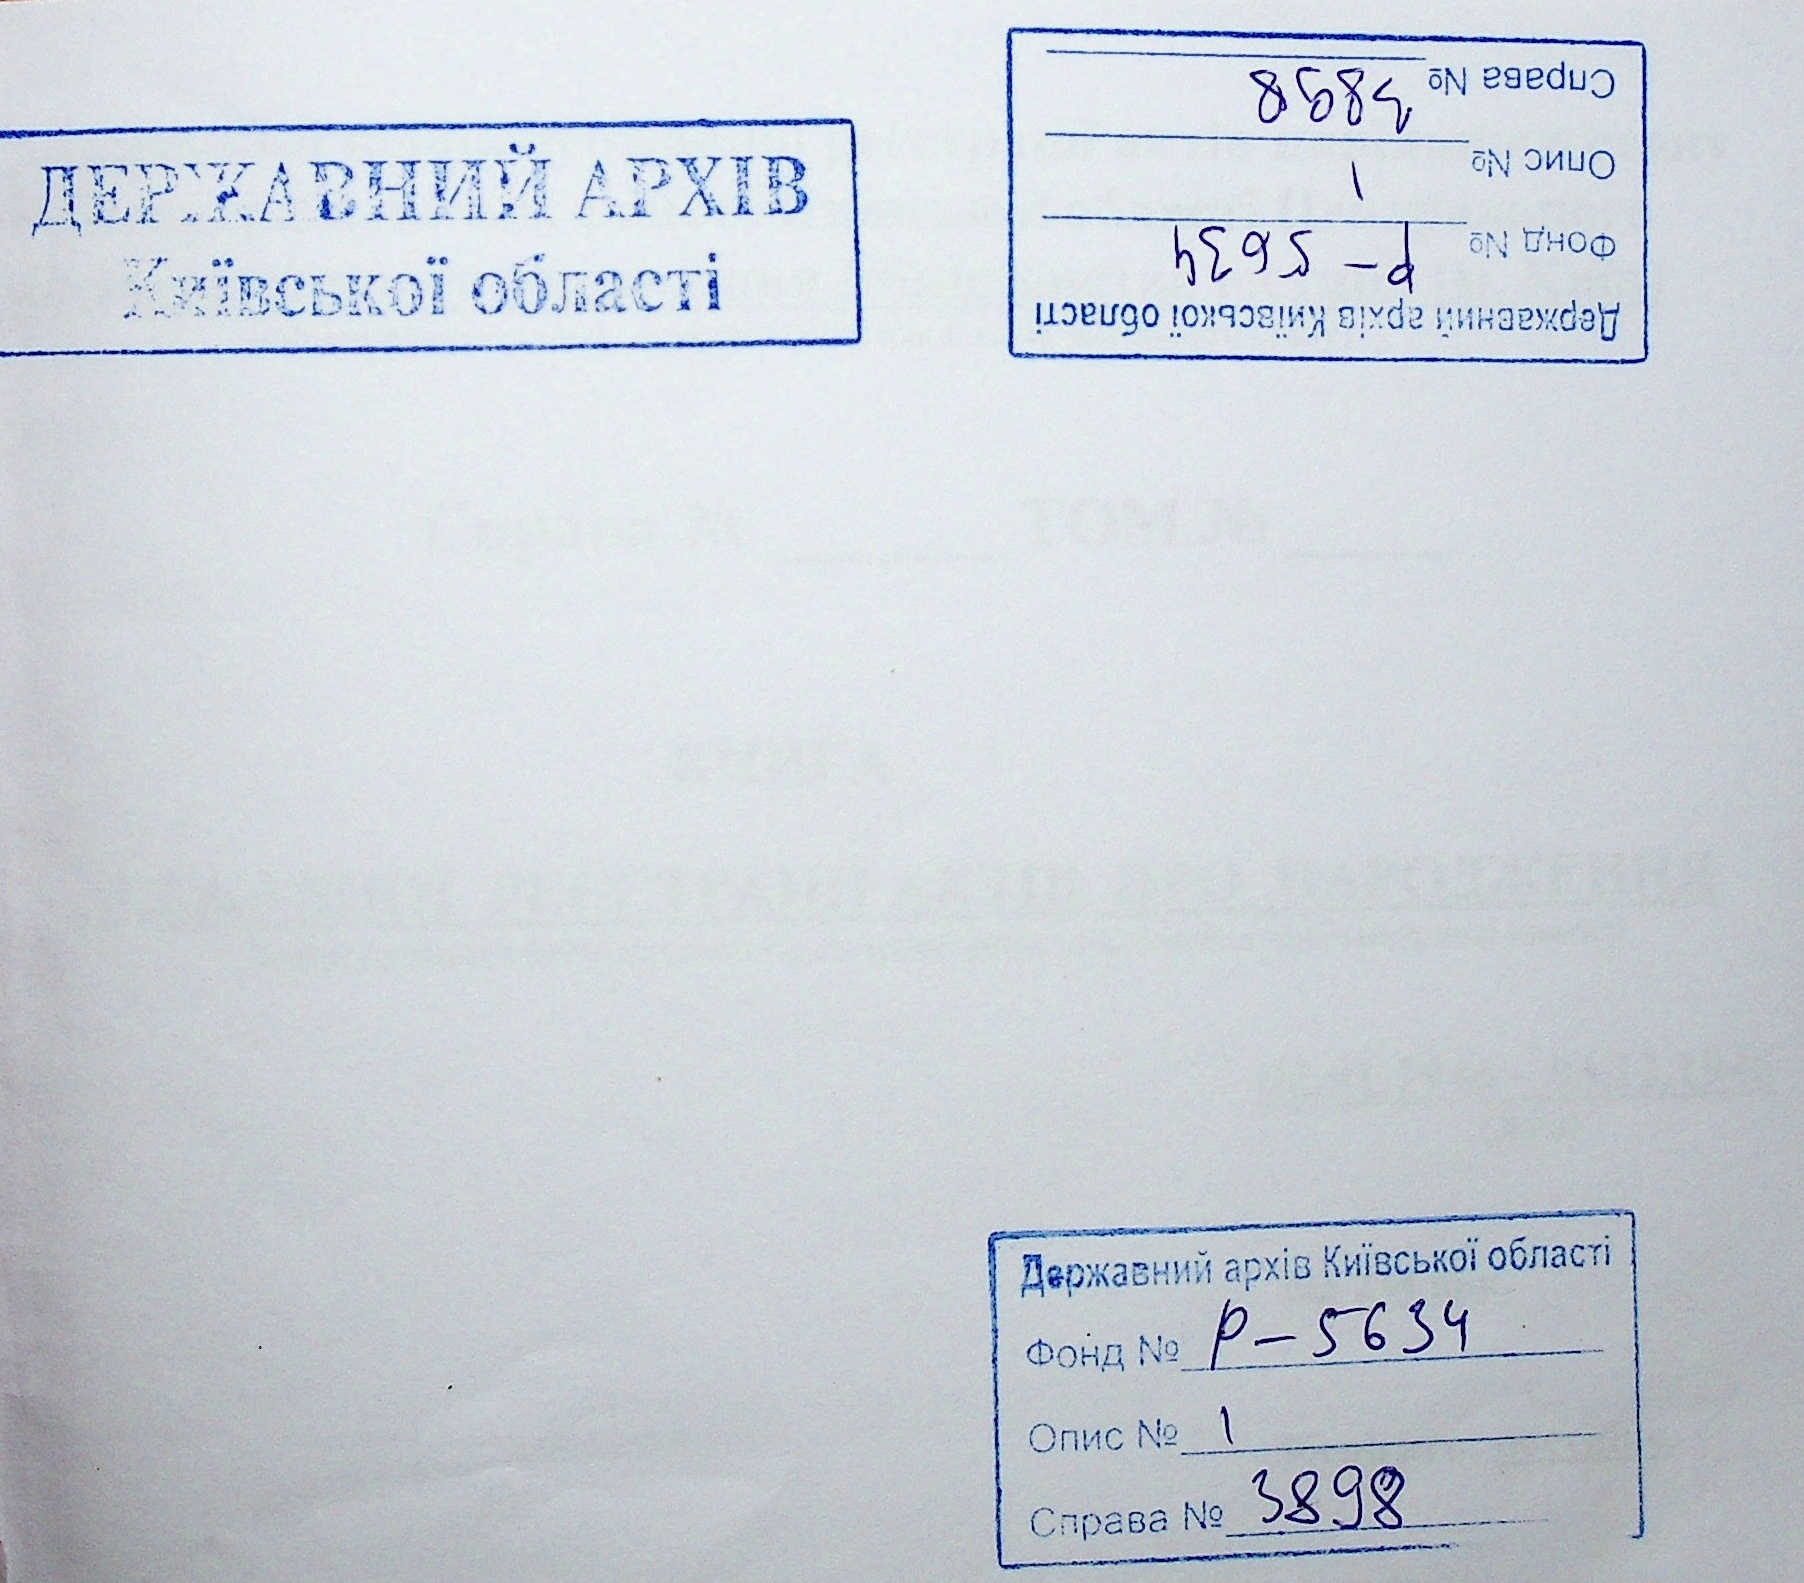 ДЕРЖАВНИЙ АРХІВ
Київської області
Державний архів Київської області
Фонд № Р-5634
Опис № 1
Справа № 3898
Державний архів Київської області
Фонд № Р-5634
Опис № 1
Справа № 3898